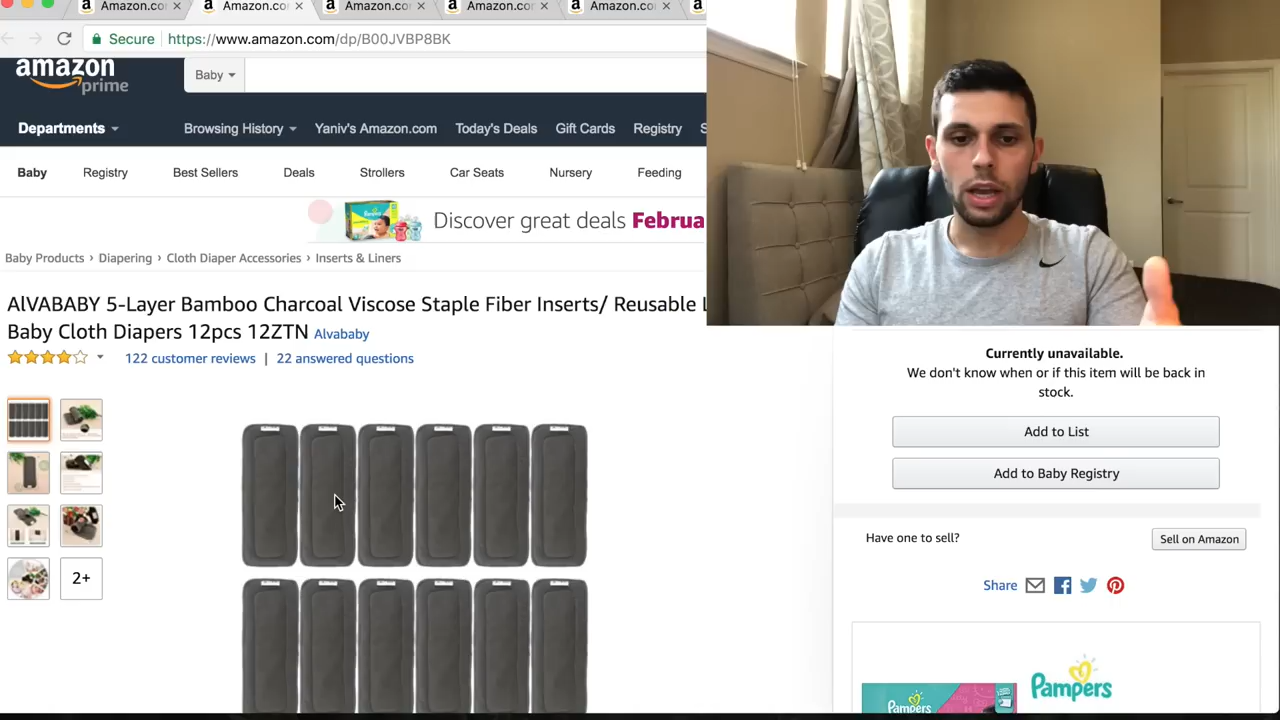 Amazon.co
Amazon.co
Amazon.co
Amazon.co
Amazon.co
Secure https://www.amazon.com/dp/B00JVBP8BK
amazon
prime
Baby
Departments Browsing History Yaniv's Amazon.com Today's Deals Gift Cards Registry S
Baby Registry Best Sellers Deals Strollers Car Seats Nursery Feeding
Pampers Discover great deals Februa
Baby Products › Diapering › Cloth Diaper Accessories › Inserts & Liners
AlVABABY 5-Layer Bamboo Charcoal Viscose Staple Fiber Inserts/ Reusable L
Baby Cloth Diapers 12pcs 12ZTN Alvababy
122 customer reviews | 22 answered questions
2+
Currently unavailable.
We don't know when or if this item will be back in
stock.
Add to List
Add to Baby Registry
Have one to sell? Sell on Amazon
Share
Pampers
Pampers